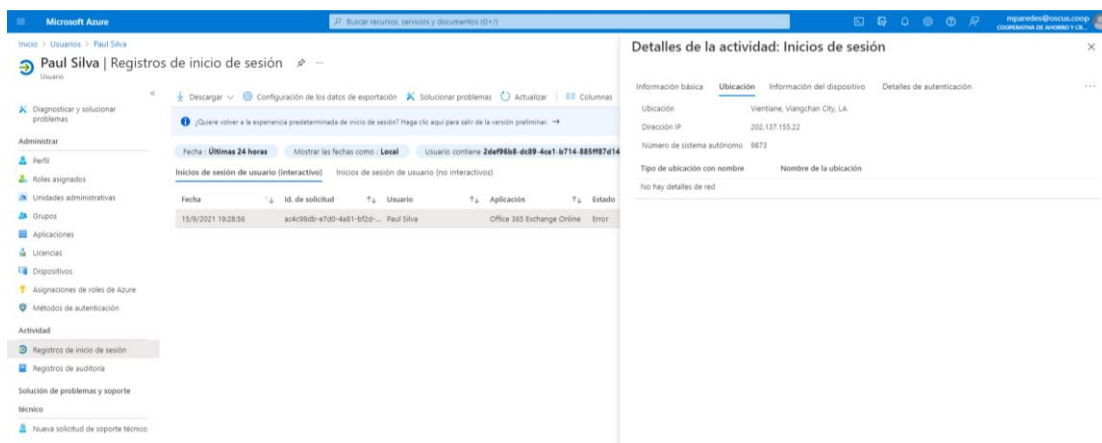 Microsoft Azure
Buscar recursos, servicios y documentos (G+/)
mparedes@oscus.coop
COOPERATIVA DE AHORRO Y CR...
Inicio > Usuarios > Paul Silva
Paul Silva | Registros de inicio de sesión
Usuario
Diagnosticar y solucionar
problemas
Administrar
Perfil
Roles asignados
Unidades administrativas
Grupos
Aplicaciones
Licencias
Dispositivos
Asignaciones de roles de Azure
Métodos de autenticación
Actividad
Registros de inicio de sesión
Registros de auditoría
Solución de problemas y soporte
técnico
Nueva solicitud de soporte técnico
Descargar Configuración de los datos de exportación Solucionar problemas Actualizar Columnas
¿Quiere volver a la experiencia predeterminada de inicio de sesión? Haga clic aquí para salir de la versión preliminar. →
Fecha : Últimas 24 horas Mostrar las fechas como : Local Usuario contiene 2def96b8-dc89-4ce1-b714-885ff87d14
Inicios de sesión de usuario (interactivo) Inicios de sesión de usuario (no interactivos)
Fecha Id. de solicitud Usuario Aplicación Estado
15/9/2021 19:28:56 ac4c98db-e7d0-4a81-bf2d-... Paul Silva Office 365 Exchange Online Error
Detalles de la actividad: Inicios de sesión
Información básica Ubicación Información del dispositivo Detalles de autenticación ...
Ubicación Vientiane, Viangchan City, LA
Dirección IP 202.137.155.22
Número de sistema autónomo 9873
Tipo de ubicación con nombre Nombre de la ubicación
No hay detalles de red